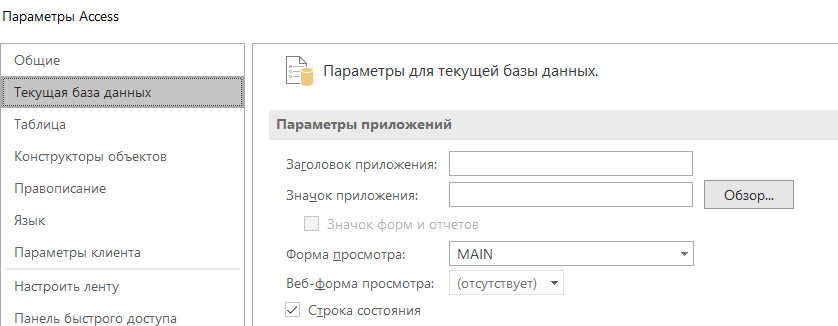 Параметры Access
Общие
Текущая база данных
Таблица
Конструкторы объектов
Правописание
Язык
Параметры клиента
Настроить ленту
Панель быстрого доступа
Параметры для текущей базы данных.
Параметры приложений
Заголовок приложения:
Значок приложения: Обзор...
Значок форм и отчетов
Форма просмотра: MAIN
Веб-форма просмотра: (отсутствует)
Строка состояния